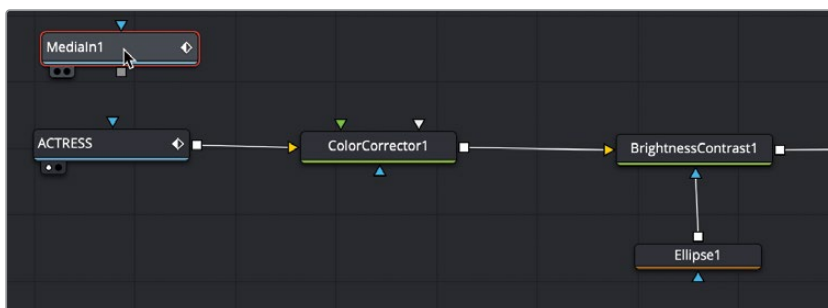 MediaIn1
ACTRESS
ColorCorrector1
BrightnessContrast1
Ellipse1